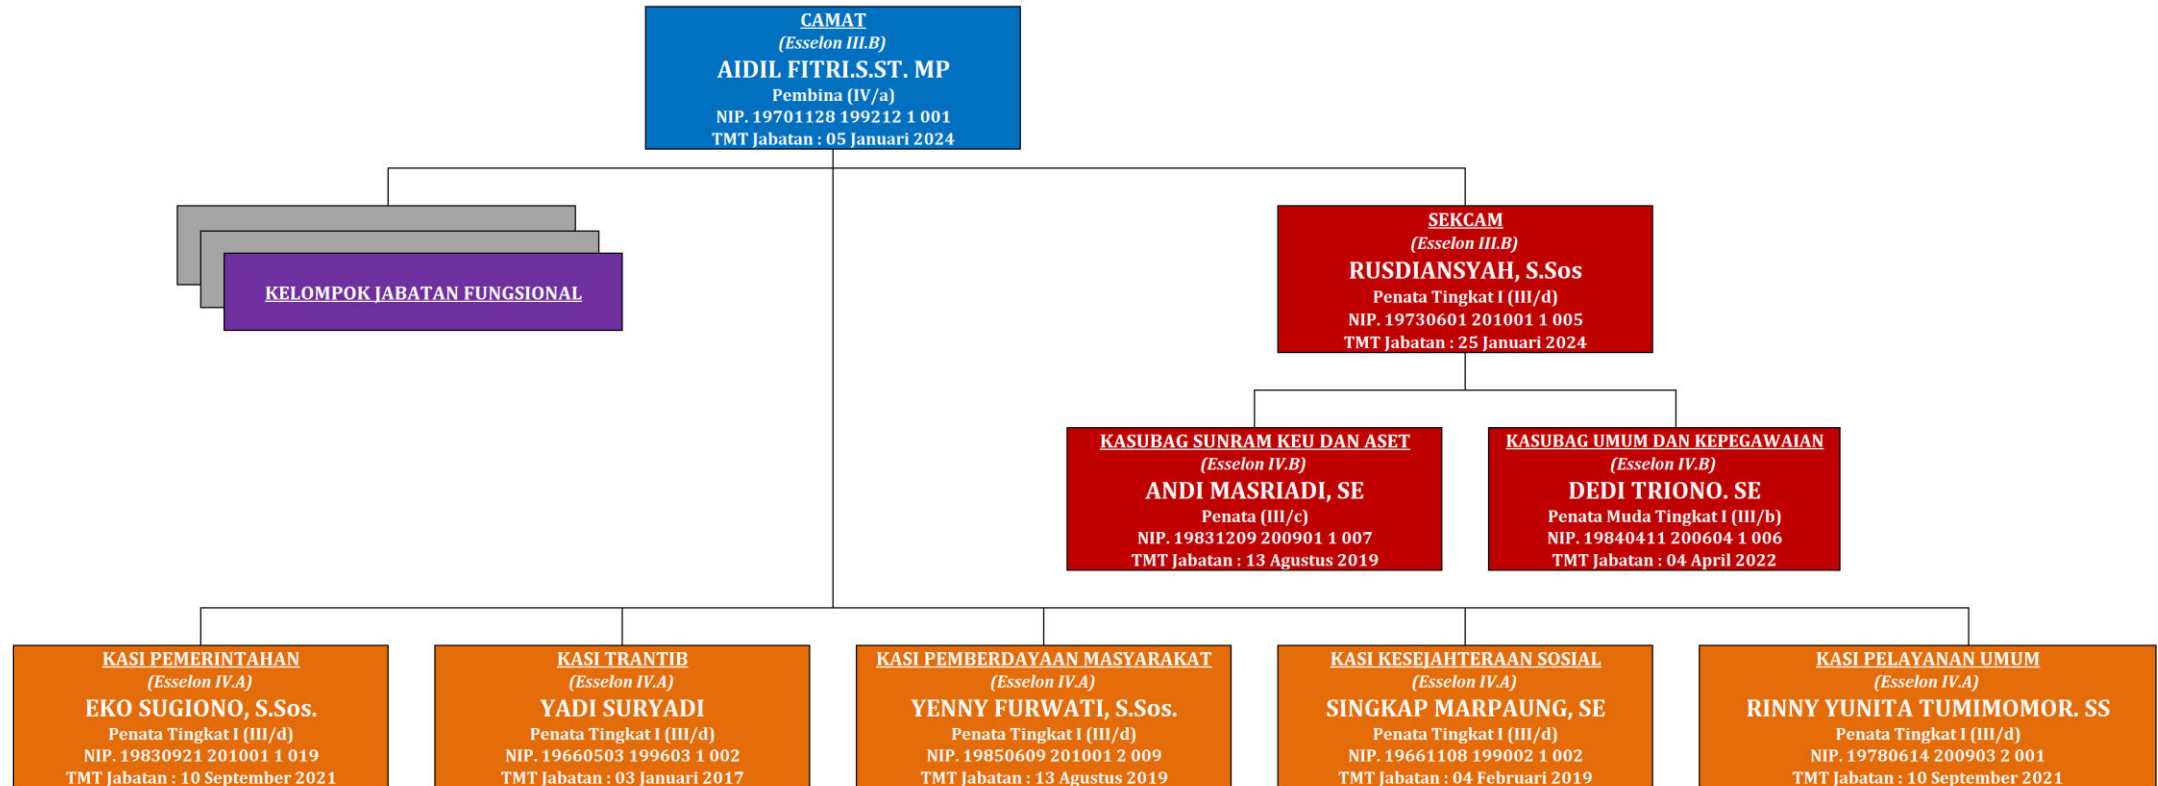 CAMAT
(Esselon III.B)
AIDIL FITRI.S.ST. MP
Pembina (IV/a)
NIP. 19701128 199212 1 001
TMT Jabatan : 05 Januari 2024
KELOMPOK JABATAN FUNGSIONAL
SEKCAM
(Esselon III.B)
RUSDIANSYAH, S.Sos
Penata Tingkat I (III/d)
NIP. 19730601 201001 1 005
TMT Jabatan : 25 Januari 2024
KASUBAG SUNRAM KEU DAN ASET
(Esselon IV.B)
ANDI MASRIADI, SE
Penata (III/c)
NIP. 19831209 200901 1 007
TMT Jabatan : 13 Agustus 2019
KASUBAG UMUM DAN KEPEGAWAIAN
(Esselon IV.B)
DEDI TRIONO. SE
Penata Muda Tingkat I (III/b)
NIP. 19840411 200604 1 006
TMT Jabatan : 04 April 2022
KASI PEMERINTAHAN
(Esselon IV.A)
EKO SUGIONO, S.Sos.
Penata Tingkat I (III/d)
NIP. 19830921 201001 1 019
TMT Jabatan : 10 September 2021
KASI TRANTIB
(Esselon IV.A)
YADI SURYADI
Penata Tingkat I (III/d)
NIP. 19660503 199603 1 002
TMT Jabatan : 03 Januari 2017
KASI PEMBERDAYAAN MASYARAKAT
(Esselon IV.A)
YENNY FURWATI, S.Sos.
Penata Tingkat I (III/d)
NIP. 19850609 201001 2 009
TMT Jabatan : 13 Agustus 2019
KASI KESEJAHTERAAN SOSIAL
(Esselon IV.A)
SINGKAP MARPAUNG, SE
Penata Tingkat I (III/d)
NIP. 19661108 199002 1 002
TMT Jabatan : 04 Februari 2019
KASI PELAYANAN UMUM
(Esselon IV.A)
RINNY YUNITA TUMIMOMOR. SS
Penata Tingkat I (III/d)
NIP. 19780614 200903 2 001
TMT Jabatan : 10 September 2021